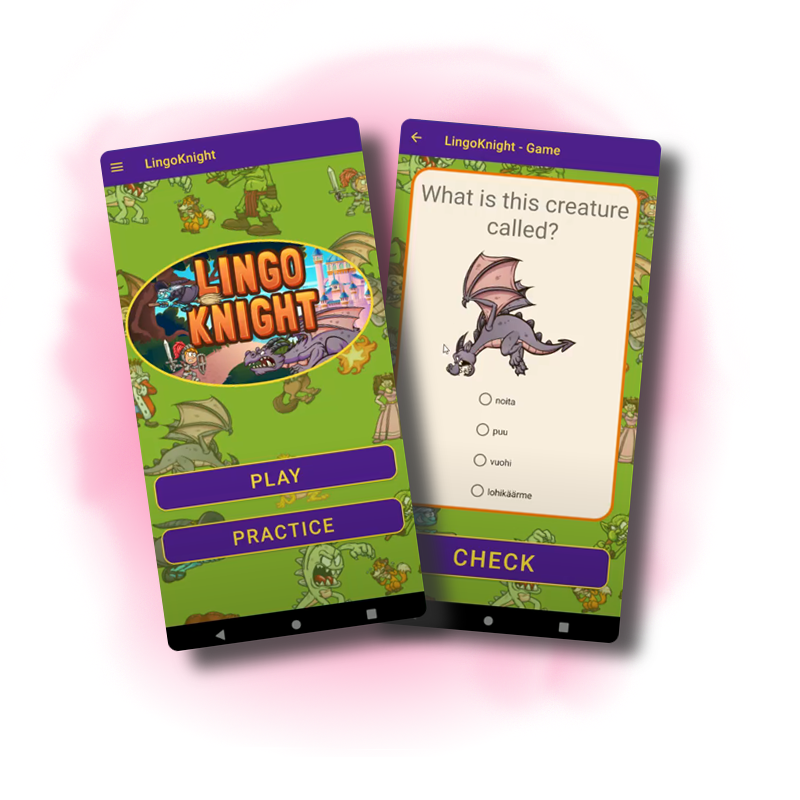 LingoKnight
LINGO
KNIGHT
PLAY
PRACTICE
LingoKnight - Game
What is this creature
called?
noita
puu
vuohi
lohikäärme
CHECK